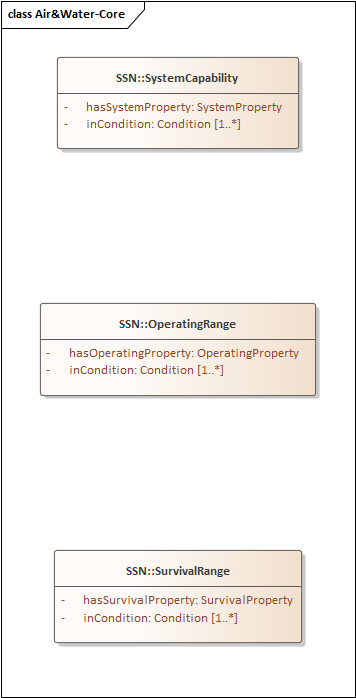 class Air&Water-Core
SSN::SystemCapability
- hasSystemProperty: SystemProperty
- inCondition: Condition [1..*]
SSN::OperatingRange
- hasOperatingProperty: OperatingProperty
- inCondition: Condition [1..*]
SSN::SurvivalRange
- hasSurvivalProperty: SurvivalProperty
- inCondition: Condition [1..*]